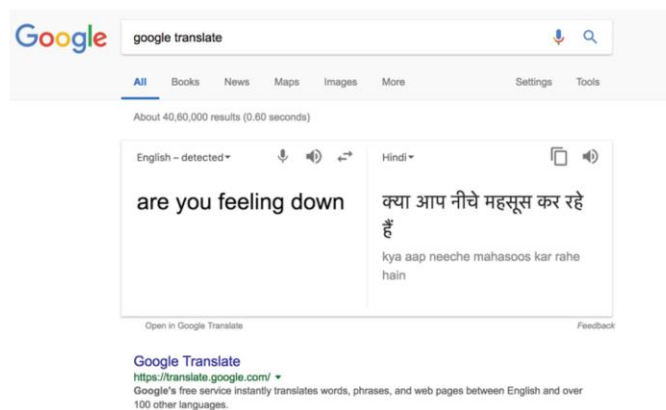 Google
google translate
All Books News Maps Images More Settings Tools
About 40,60,000 results (0.60 seconds)
English – detected
Hindi
are you feeling down
क्या आप नीचे महसूस कर रहे
हैं
kya aap neeche mahasoos kar rahe
hain
Open in Google Translate
Feedback
Google Translate
https://translate.google.com/
Google's free service instantly translates words, phrases, and web pages between English and over
100 other languages.